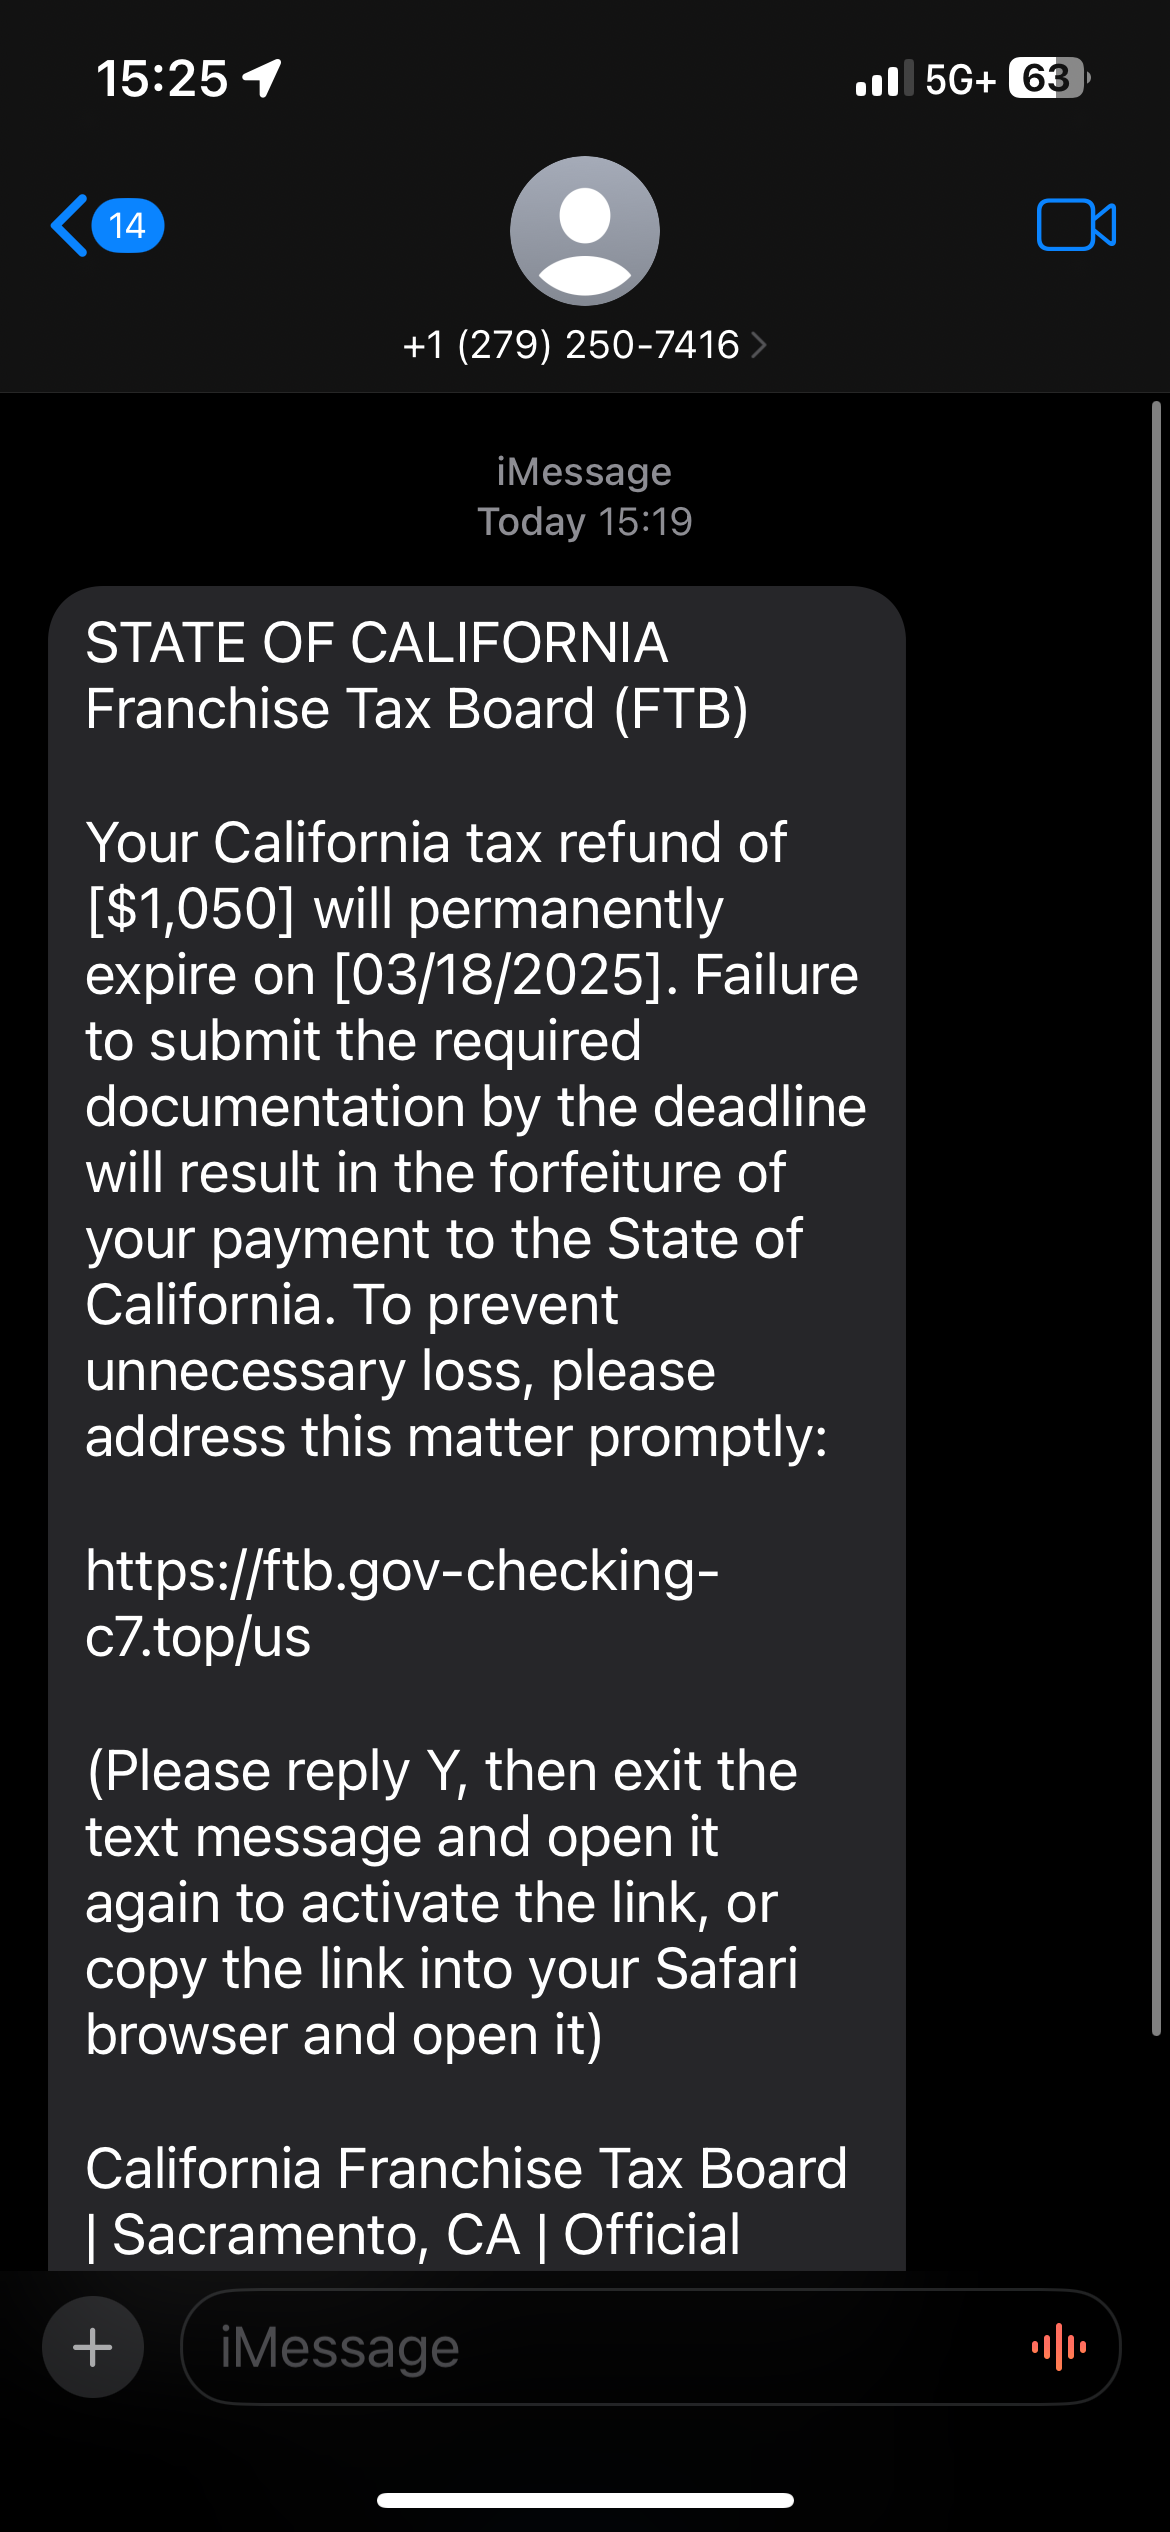 15:25
5G+
63
14
+1 (279) 250-7416
iMessage
Today 15:19
STATE OF CALIFORNIA
Franchise Tax Board (FTB)
Your California tax refund of
[$1,050] will permanently
expire on [03/18/2025]. Failure
to submit the required
documentation by the deadline
will result in the forfeiture of
your payment to the State of
California. To prevent
unnecessary loss, please
address this matter promptly:
https://ftb.gov-checking-
c7.top/us
(Please reply Y, then exit the
text message and open it
again to activate the link, or
copy the link into your Safari
browser and open it)
California Franchise Tax Board
| Sacramento, CA | Official
iMessage